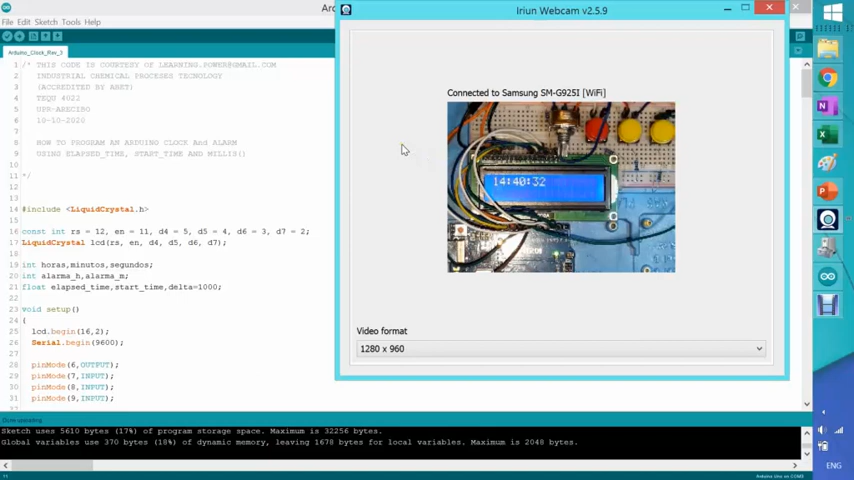 Ard
Iriun Webcam v2.5.9
File Edit Sketch Tools Help
Arduino_Clock_Rev_3
1 /* THIS CODE IS COURTESY OF LEARNING.POWER@GMAIL.COM
2 INDUSTRIAL CHEMICAL PROCESES TECNOLOGY
3 (ACCREDITED BY ABET)
4 TEQU 4022
5 UPR-ARECIBO
6 10-10-2020
7
8 HOW TO PROGRAM AN ARDUINO CLOCK And ALARM
9 USING ELAPSED_TIME, START_TIME AND MILLIS()
10
11 */
12
13
14 #include <LiquidCrystal.h>
15
16 const int rs = 12, en = 11, d4 = 5, d5 = 4, d6 = 3, d7 = 2;
17 LiquidCrystal lcd(rs, en, d4, d5, d6, d7);
18
19 int horas,minutos,segundos;
20 int alarma_h,alarma_m;
21 float elapsed_time,start_time,delta=1000;
22
23 void setup()
24 {
25 lcd.begin(16,2);
26 Serial.begin(9600);
27
28 pinMode(6,OUTPUT);
29 pinMode(7,INPUT);
30 pinMode(8,INPUT);
31 pinMode(9,INPUT);
Connected to Samsung SM-G925I [WiFi]
14:40:32
Video format
1280 x 960
Done uploading.
Sketch uses 5610 bytes (17%) of program storage space. Maximum is 32256 bytes.
Global variables use 370 bytes (18%) of dynamic memory, leaving 1678 bytes for local variables. Maximum is 2048 bytes.
Arduino Uno on COM3
ENG